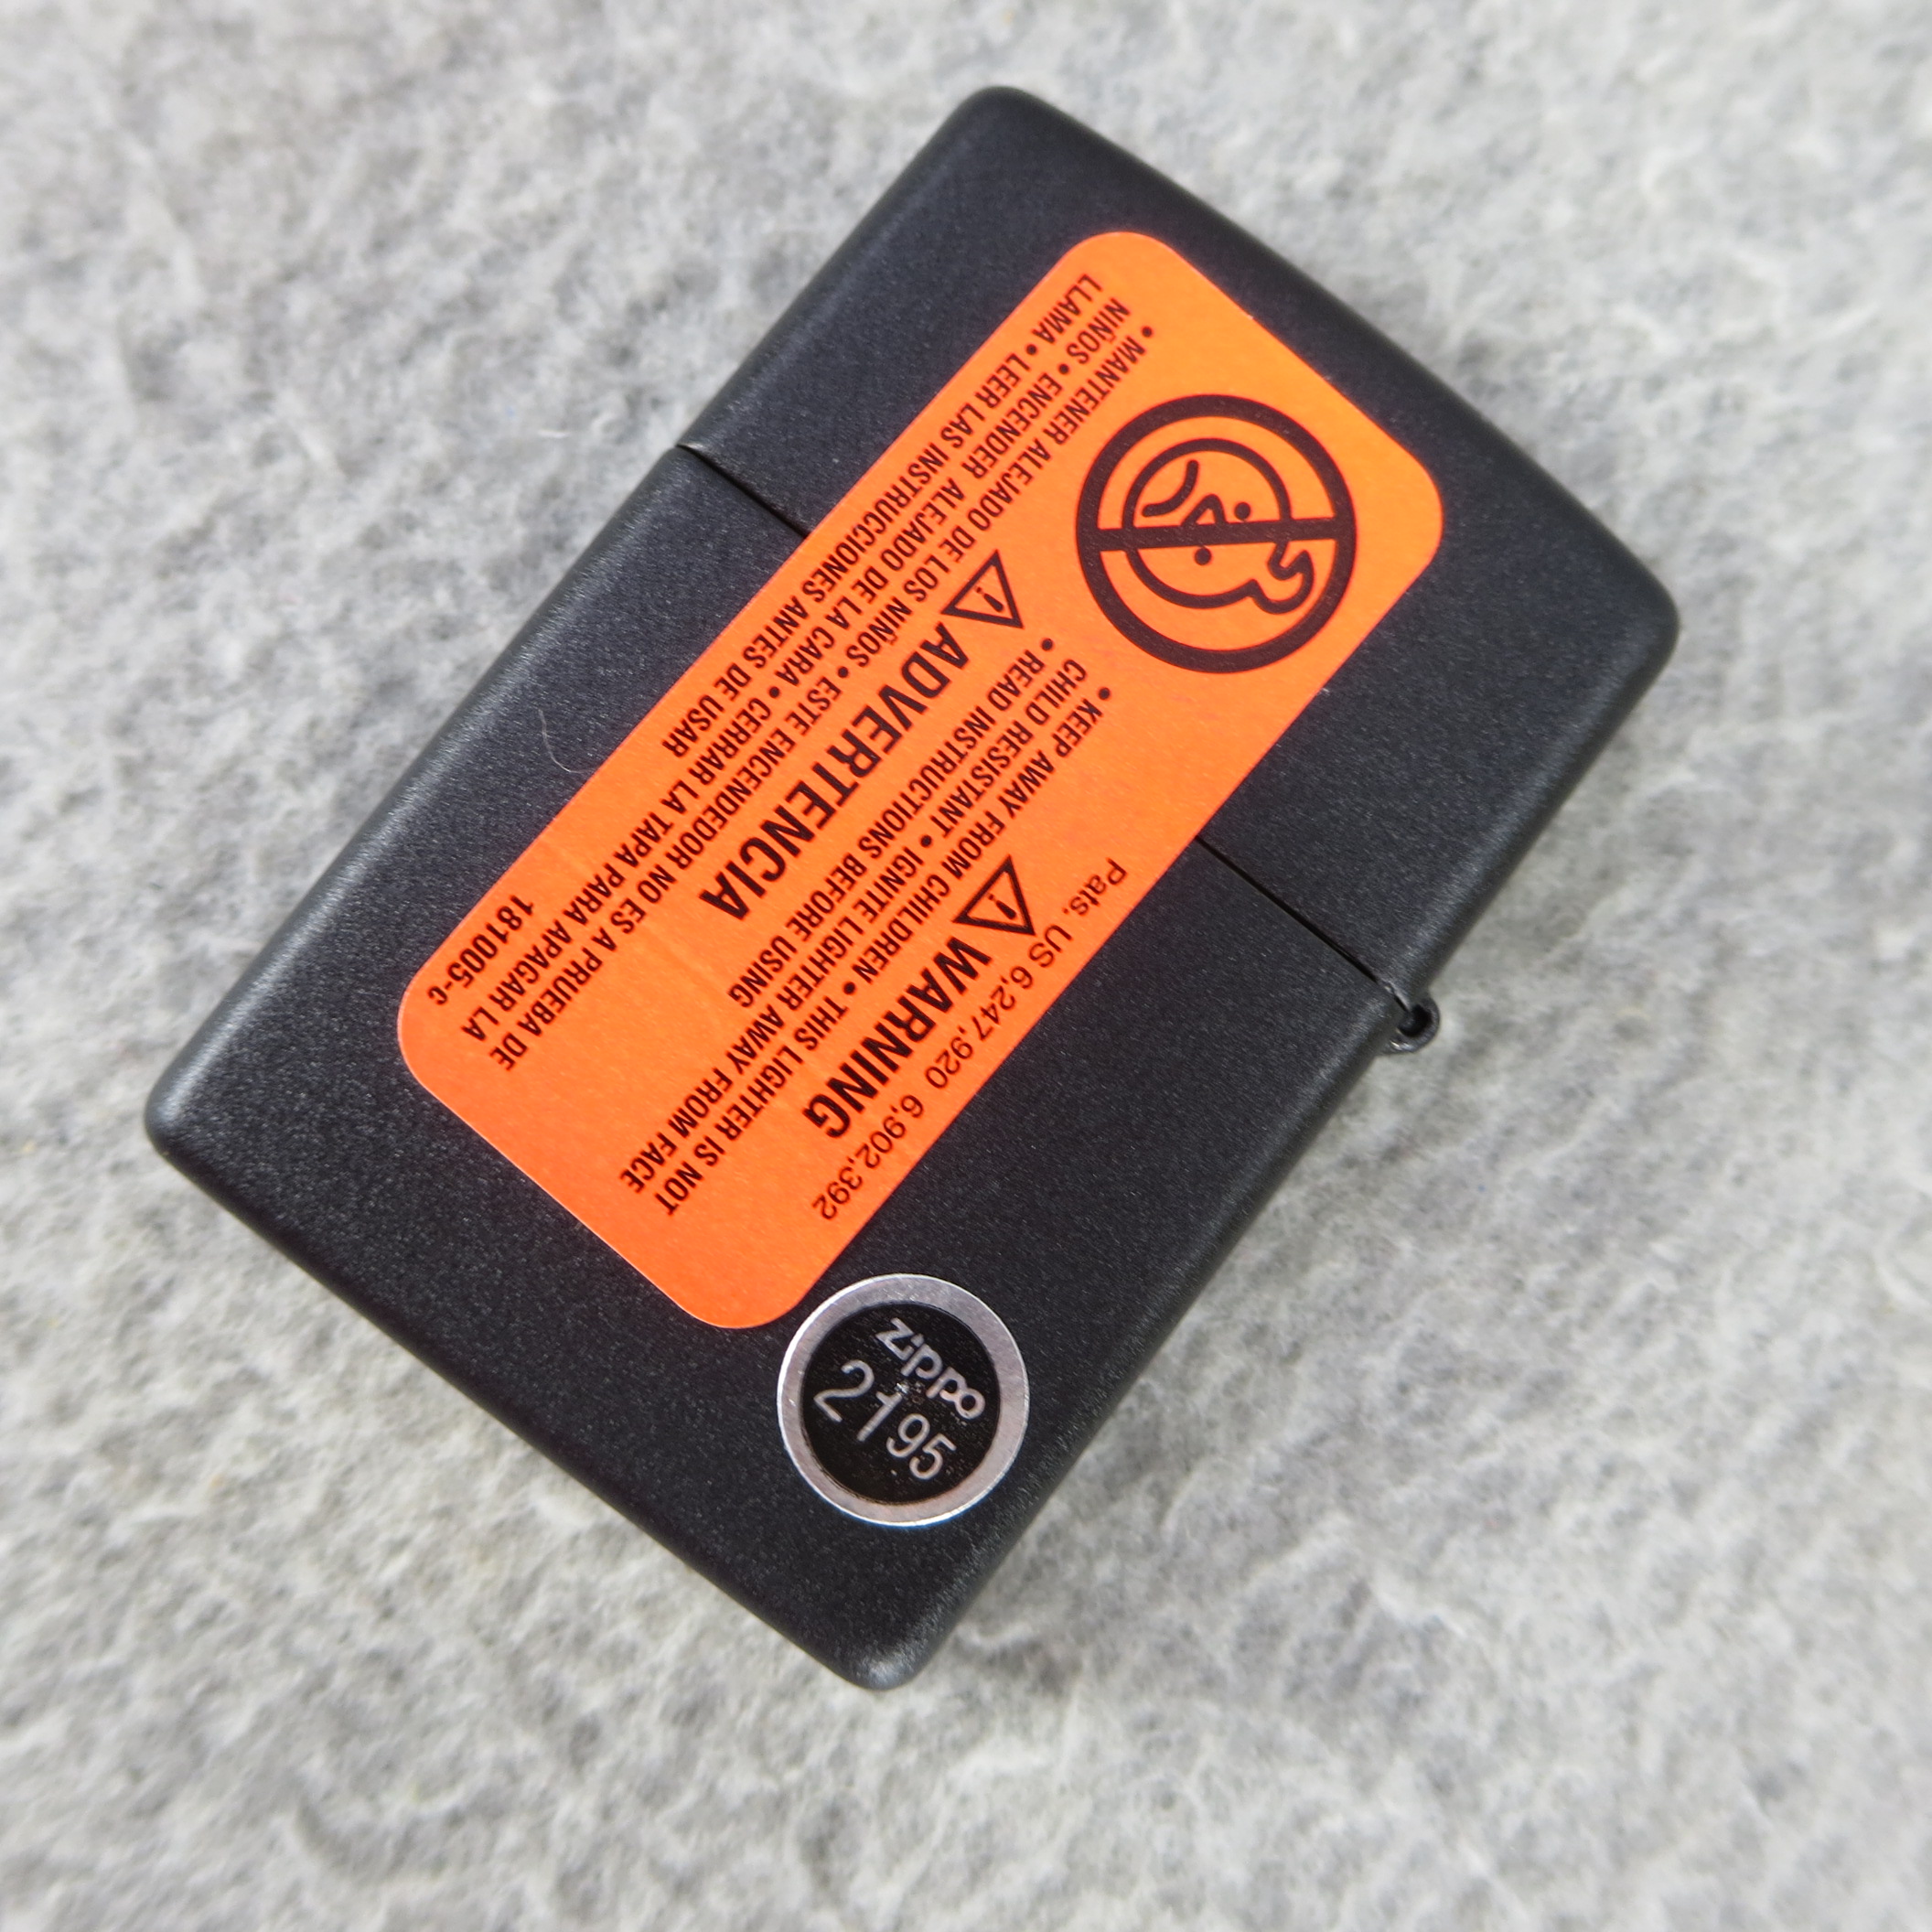 Pats. US 6,247,920 6,902,392
WARNING
• KEEP AWAY FROM CHILDREN • THIS LIGHTER IS NOT
CHILD RESISTANT • IGNITE LIGHTER AWAY FROM FACE
• READ INSTRUCTIONS BEFORE USING
ADVERTENCIA
• MANTENER ALEJADO DE LOS NIÑOS • ESTE ENCENDEDOR NO ES A PRUEBA DE
NIÑOS • ENCENDER ALEJADO DE LA CARA • CERRAR LA TAPA PARA APAGAR LA
LLAMA • LEER LAS INSTRUCCIONES ANTES DE USAR
181005-c
zippo
2195